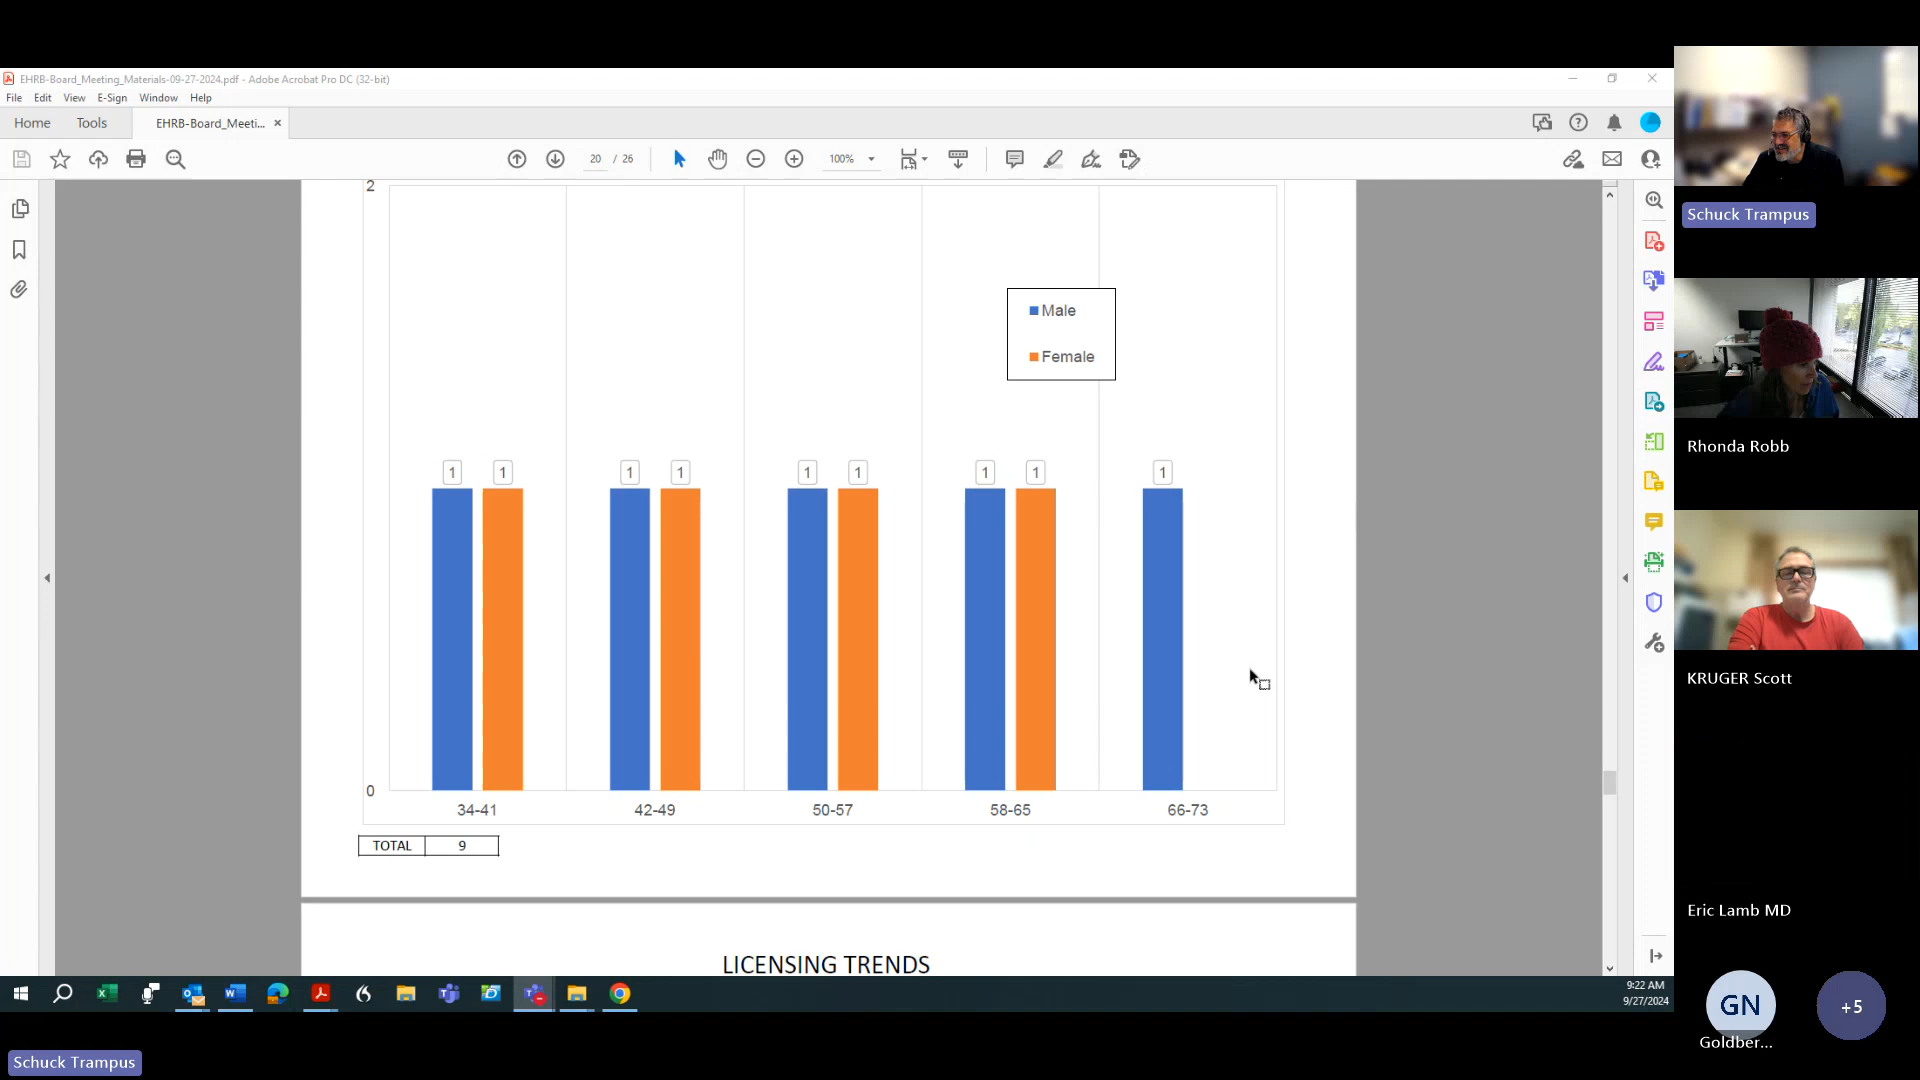 EHRB-Board_Meeting_Materials-09-27-2024.pdf - Adobe Acrobat Pro DC (32-bit)
File Edit View E-Sign Window Help
Home Tools EHRB-Board_Meeti... ×
20 / 26 100%
2
Male
Female
1 1 1 1 1 1 1 1 1
0
34-41 42-49 50-57 58-65 66-73
TOTAL 9
LICENSING TRENDS
9:22 AM
9/27/2024
Schuck Trampus
Schuck Trampus
Rhonda Robb
KRUGER Scott
Eric Lamb MD
GN
+5
Goldber...